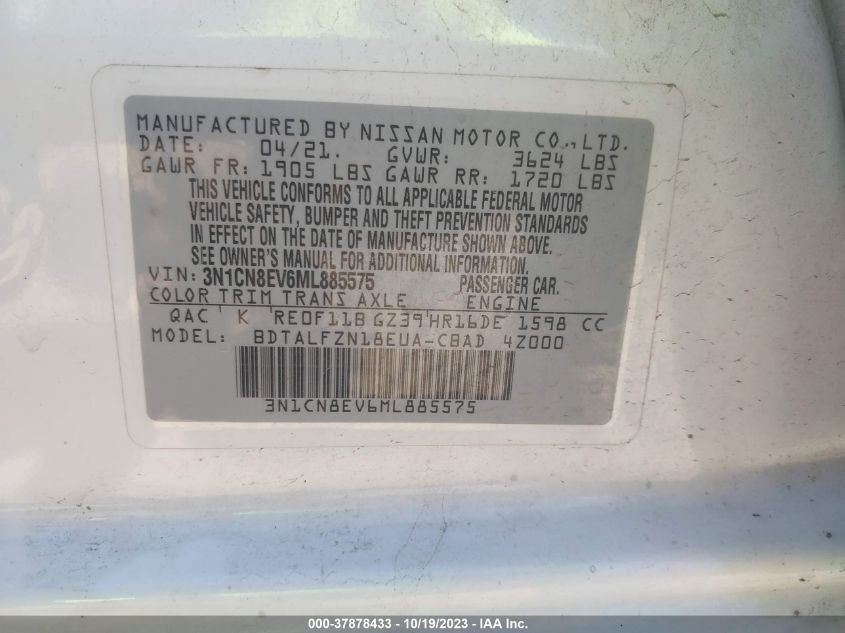 MANUFACTURED BY NISSAN MOTOR CO., LTD.
DATE: 04/21. GVWR: 3624 LBS
GAWR FR: 1905 LBS GAWR RR: 1720 LBS
THIS VEHICLE CONFORMS TO ALL APPLICABLE FEDERAL MOTOR
VEHICLE SAFETY, BUMPER AND THEFT PREVENTION STANDARDS
IN EFFECT ON THE DATE OF MANUFACTURE SHOWN ABOVE.
SEE OWNER'S MANUAL FOR ADDITIONAL INFORMATION.
VIN: 3N1CN8EV6ML885575 PASSENGER CAR.
COLOR TRIM TRANS AXLE ENGINE
QAC K RE0F11B GZ39 HR16DE 1598 CC
MODEL: BDTALFZN18EUA-CBAD 4Z000
3N1CN8EV6ML885575
000-37878433 - 10/19/2023 - IAA Inc.